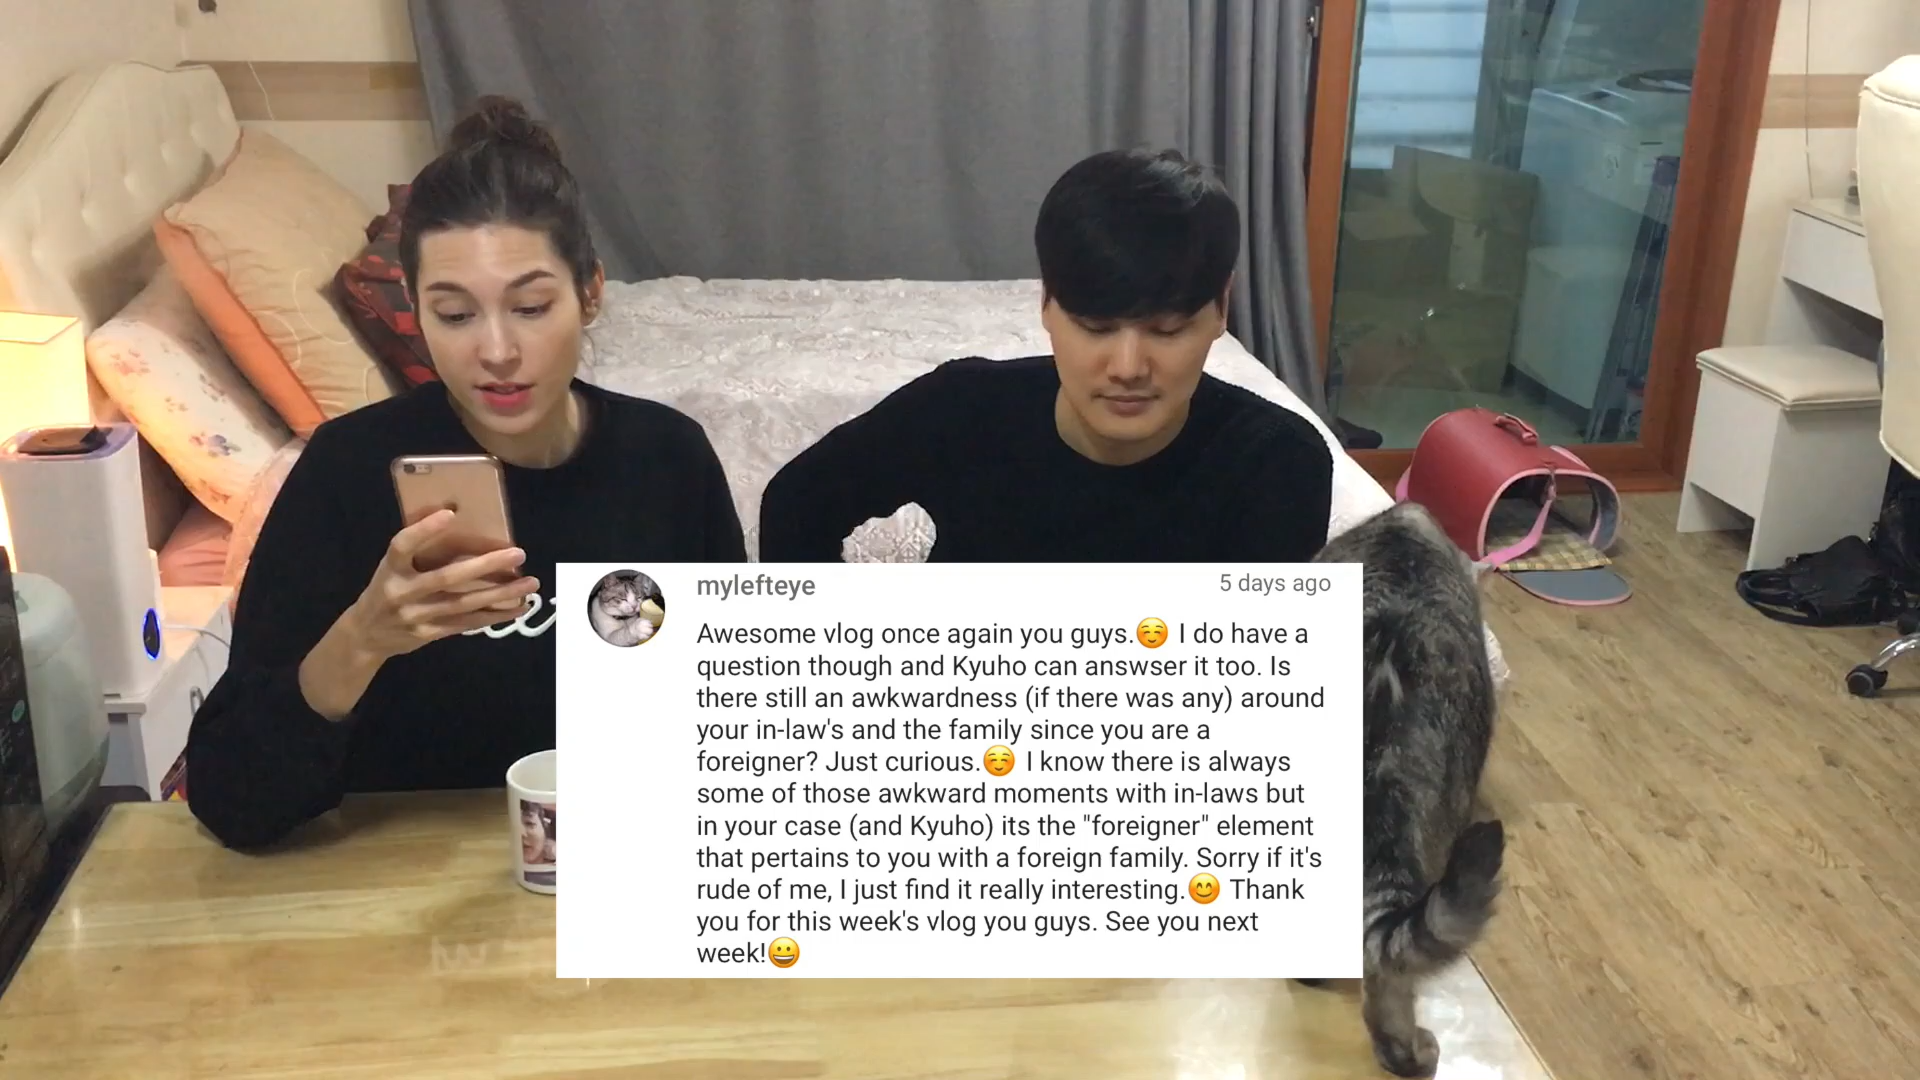 mylefteye
5 days ago
Awesome vlog once again you guys.☺️ I do have a
question though and Kyuho can answser it too. Is
there still an awkwardness (if there was any) around
your in-law's and the family since you are a
foreigner? Just curious.☺️ I know there is always
some of those awkward moments with in-laws but
in your case (and Kyuho) its the "foreigner" element
that pertains to you with a foreign family. Sorry if it's
rude of me, I just find it really interesting.😊 Thank
you for this week's vlog you guys. See you next
week!😀